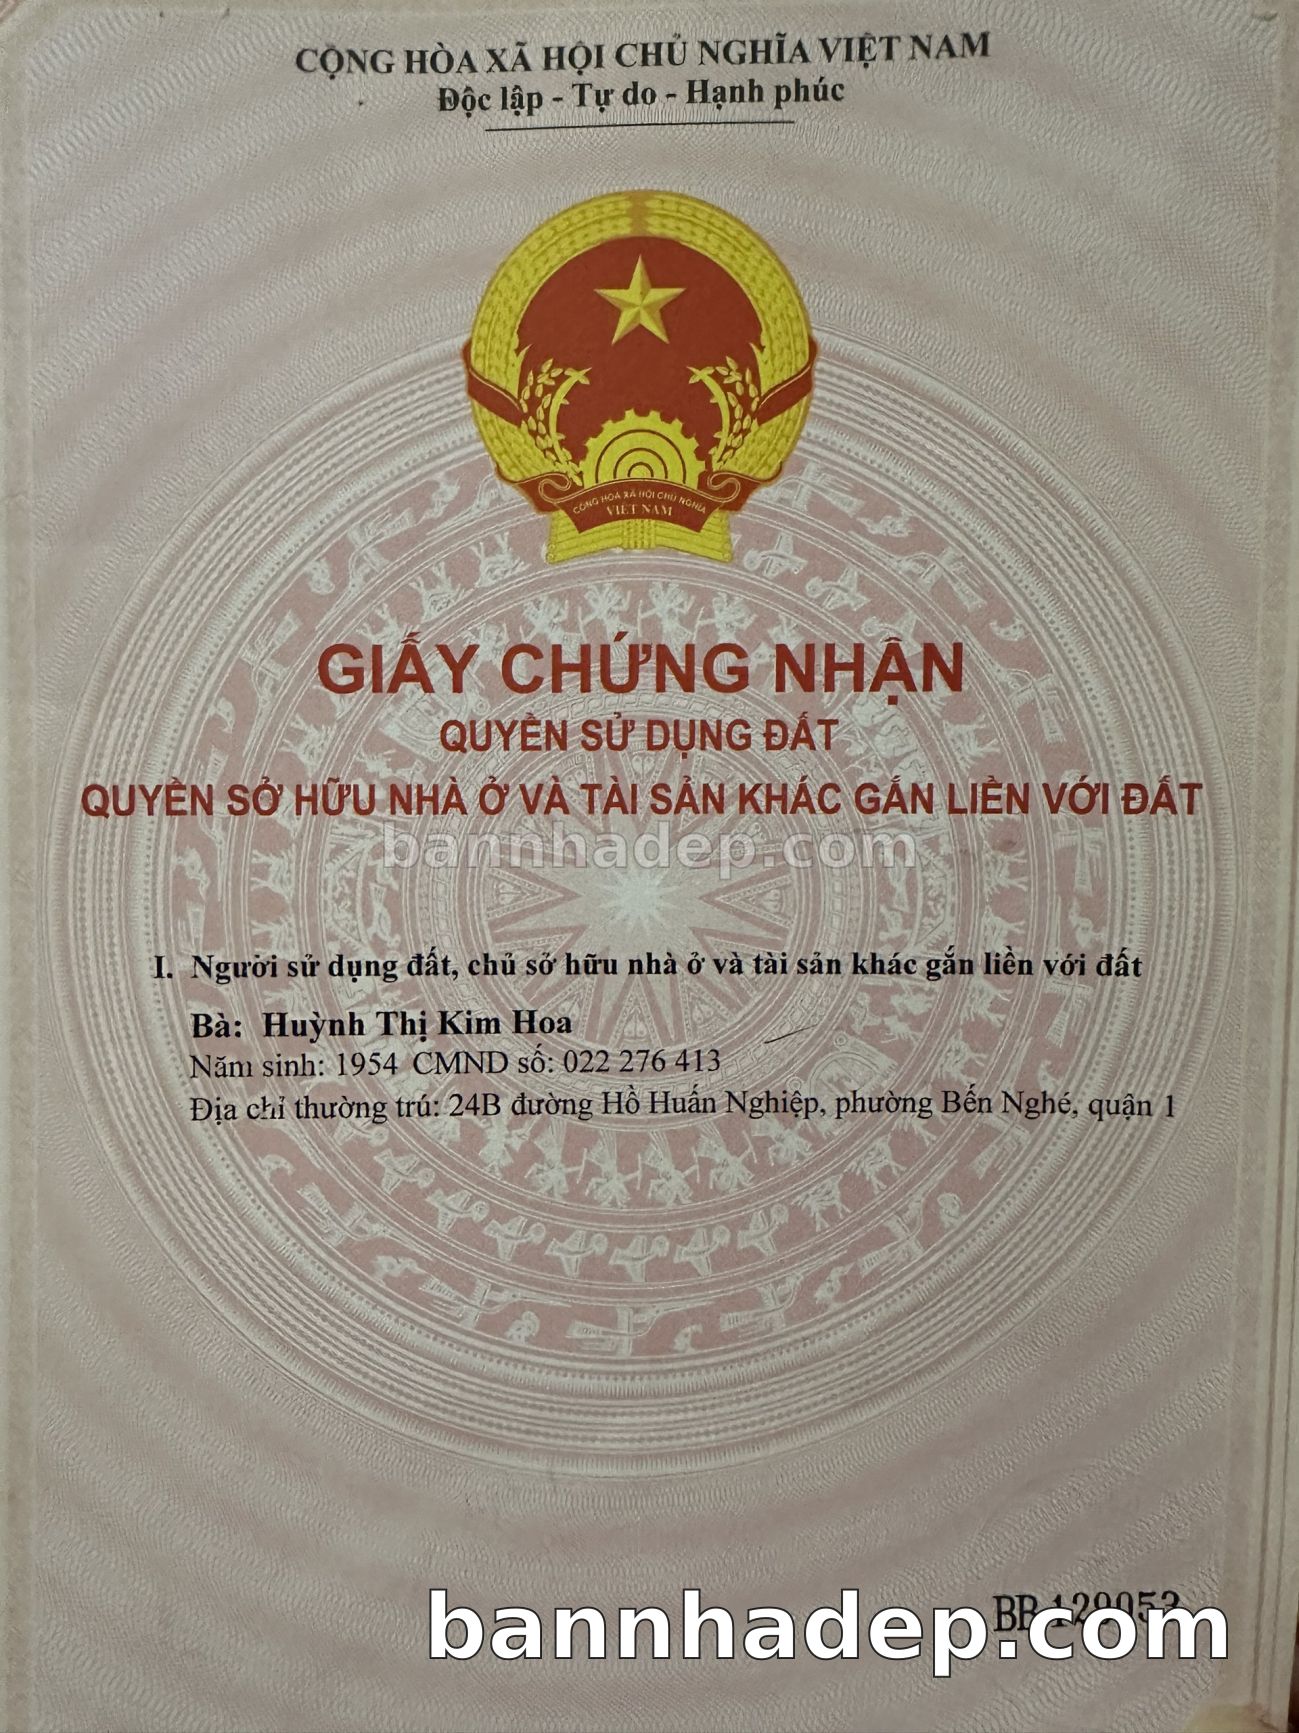 CỘNG HÒA XÃ HỘI CHỦ NGHĨA VIỆT NAM
Độc lập - Tự do - Hạnh phúc
CỘNG HÒA XÃ HỘI CHỦ NGHĨA
VIỆT NAM
GIẤY CHỨNG NHẬN
QUYỀN SỬ DỤNG ĐẤT
QUYỀN SỞ HỮU NHÀ Ở VÀ TÀI SẢN KHÁC GẮN LIỀN VỚI ĐẤT
bannhadep.com
I. Người sử dụng đất, chủ sở hữu nhà ở và tài sản khác gắn liền với đất
Bà: Huỳnh Thị Kim Hoa
Năm sinh: 1954 CMND số: 022 276 413
Địa chỉ thường trú: 24B đường Hồ Huấn Nghiệp, phường Bến Nghé, quận 1
BB
bannhadep.com